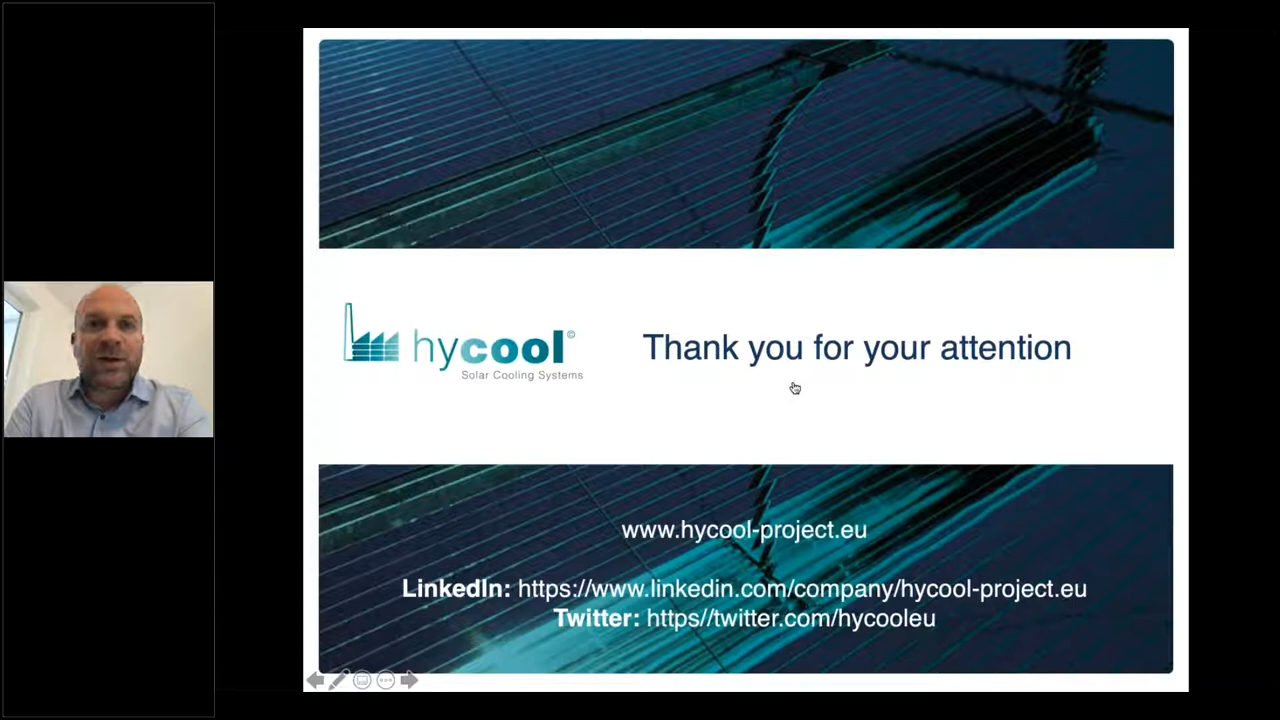 hycool©
Solar Cooling Systems
Thank you for your attention
www.hycool-project.eu
LinkedIn: https://www.linkedin.com/company/hycool-project.eu
Twitter: https//twitter.com/hycooleu